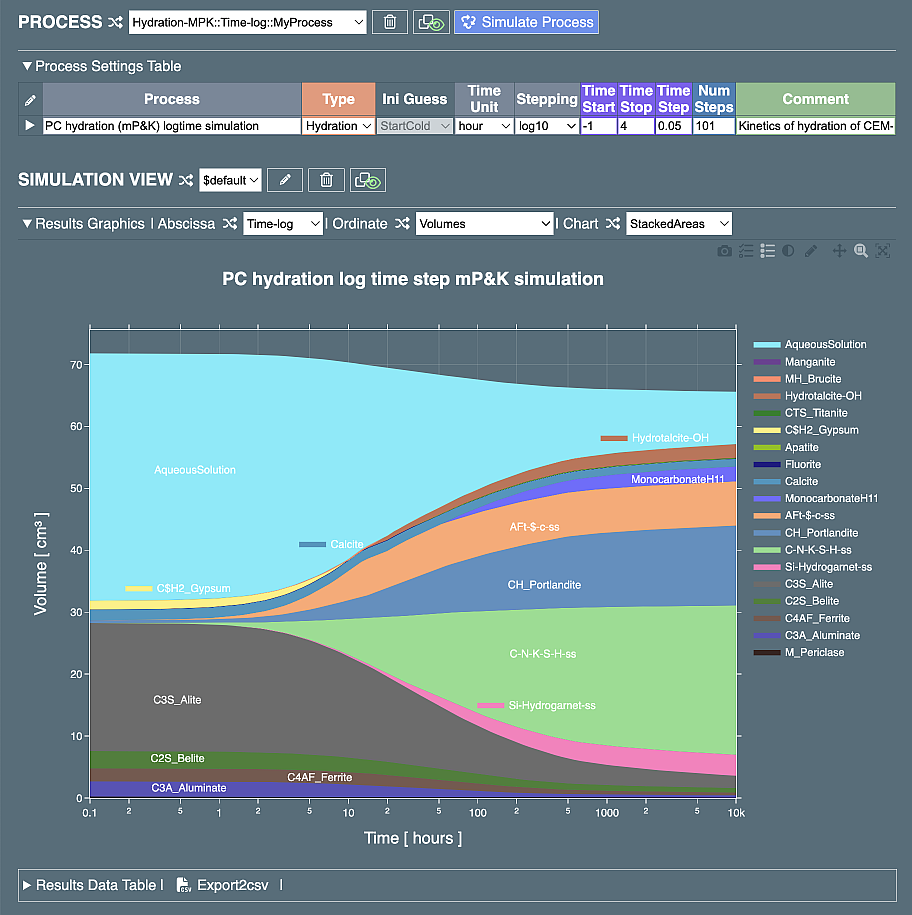 PROCESS Hydration-MPK::Time-log::MyProcess Simulate Process
▼Process Settings Table
Process Type Ini Guess Time Unit Stepping Time Start Time Stop Time Step Num Steps Comment
PC hydration (mP&K) logtime simulation Hydration StartCold hour log10 -1 4 0.05 101 Kinetics of hydration of CEM-
SIMULATION VIEW $default
▼Results Graphics | Abscissa Time-log | Ordinate Volumes | Chart StackedAreas
PC hydration log time step mP&K simulation
Volume [ cm³ ]
70
60
50
40
30
20
10
0
AqueousSolution
Hydrotalcite-OH
MonocarbonateH11
AFt-$-c-ss
Calcite
C$H2_Gypsum
CH_Portlandite
C-N-K-S-H-ss
C3S_Alite
Si-Hydrogarnet-ss
C2S_Belite
C4AF_Ferrite
C3A_Aluminate
0.1 2 5 1 2 5 10 2 5 100 2 5 1000 2 5 10k
Time [ hours ]
AqueousSolution
Manganite
MH_Brucite
Hydrotalcite-OH
CTS_Titanite
C$H2_Gypsum
Apatite
Fluorite
Calcite
MonocarbonateH11
AFt-$-c-ss
CH_Portlandite
C-N-K-S-H-ss
Si-Hydrogarnet-ss
C3S_Alite
C2S_Belite
C4AF_Ferrite
C3A_Aluminate
M_Periclase
▶Results Data Table | CSV Export2csv |